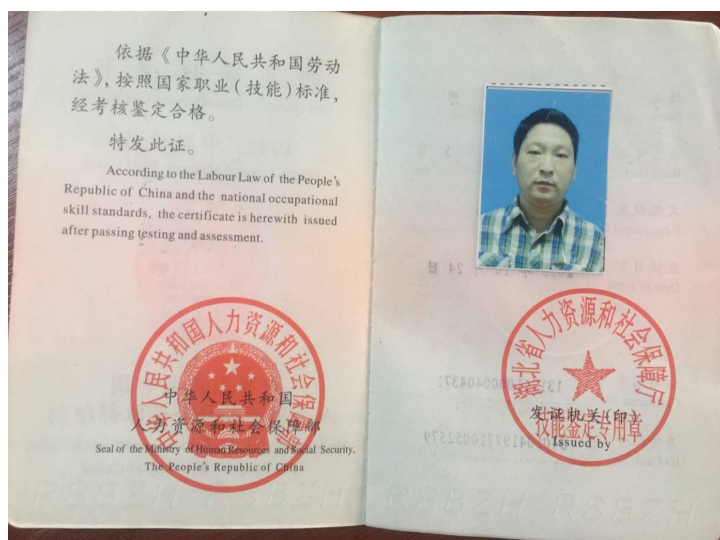 依据《中华人民共和国劳动
法》，按照国家职业（技能）标准，
经考核鉴定合格。
特发此证。
According to the Labour Law of the People's
Republic of China and the national occupational
skill standards, the certificate is herewith issued
after passing testing and assessment.
中华人民共和国人力资源和社会保障部
中华人民共和国
人力资源和社会保障部
Seal of the Ministry of Human Resources and Social Security,
The People's Republic of China
RSBZH RSBZH
湖北省人力资源和社会保障厅
发证机关(印)
技能鉴定专用章
Issued by
RSBZH RSBZH